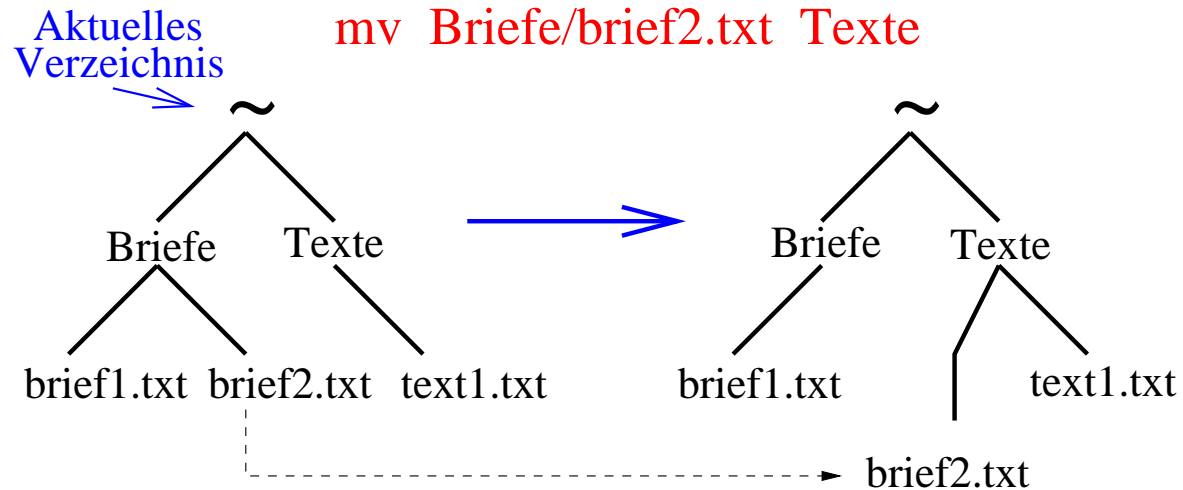 Aktuelles
Verzeichnis
mv Briefe/brief2.txt Texte
~
Briefe Texte
brief1.txt brief2.txt text1.txt
~
Briefe Texte
brief1.txt text1.txt
brief2.txt